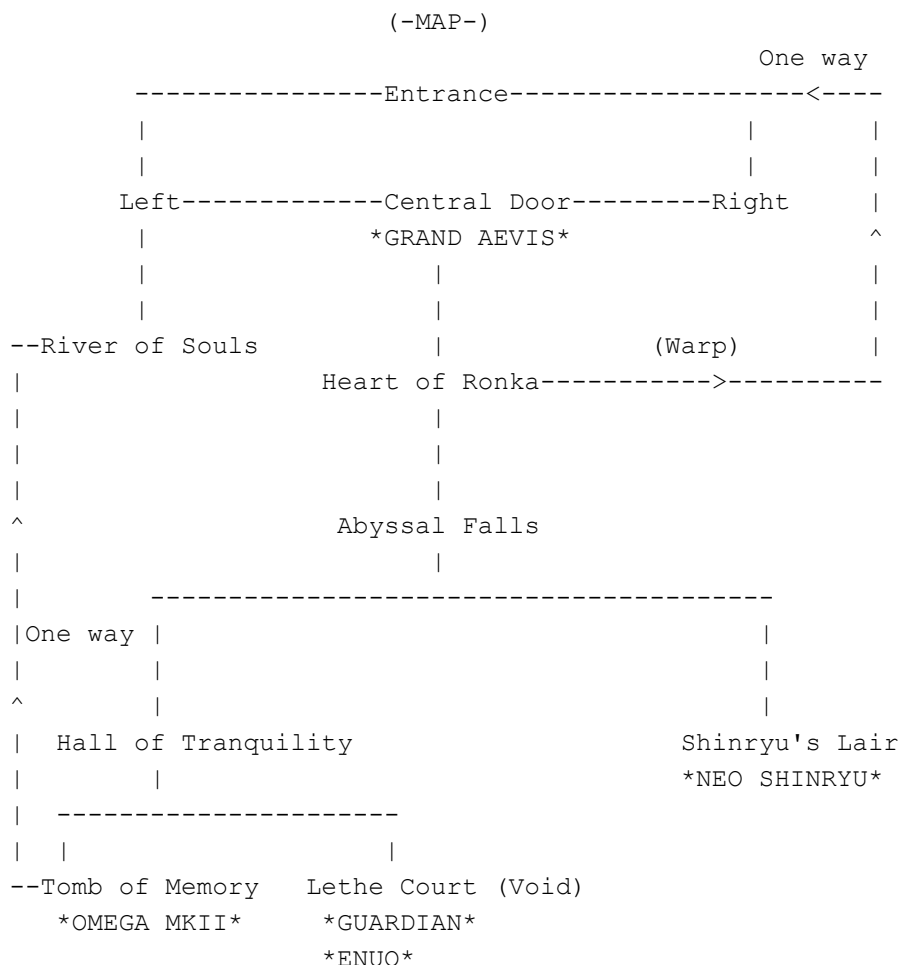 (-MAP-)
One way
----------------Entrance-------------------<----
| | |
| | |
Left-------------Central Door---------Right |
| *GRAND AEVIS* ^
| | |
| | |
--River of Souls | (Warp) |
| Heart of Ronka----------->----------
| |
| |
| |
^ Abyssal Falls
| |
| ----------------------------------------
|One way | |
| | |
^ | |
| Hall of Tranquility Shinryu's Lair
| | *NEO SHINRYU*
| ----------------------
| | |
--Tomb of Memory Lethe Court (Void)
*OMEGA MKII* *GUARDIAN*
*ENUO*